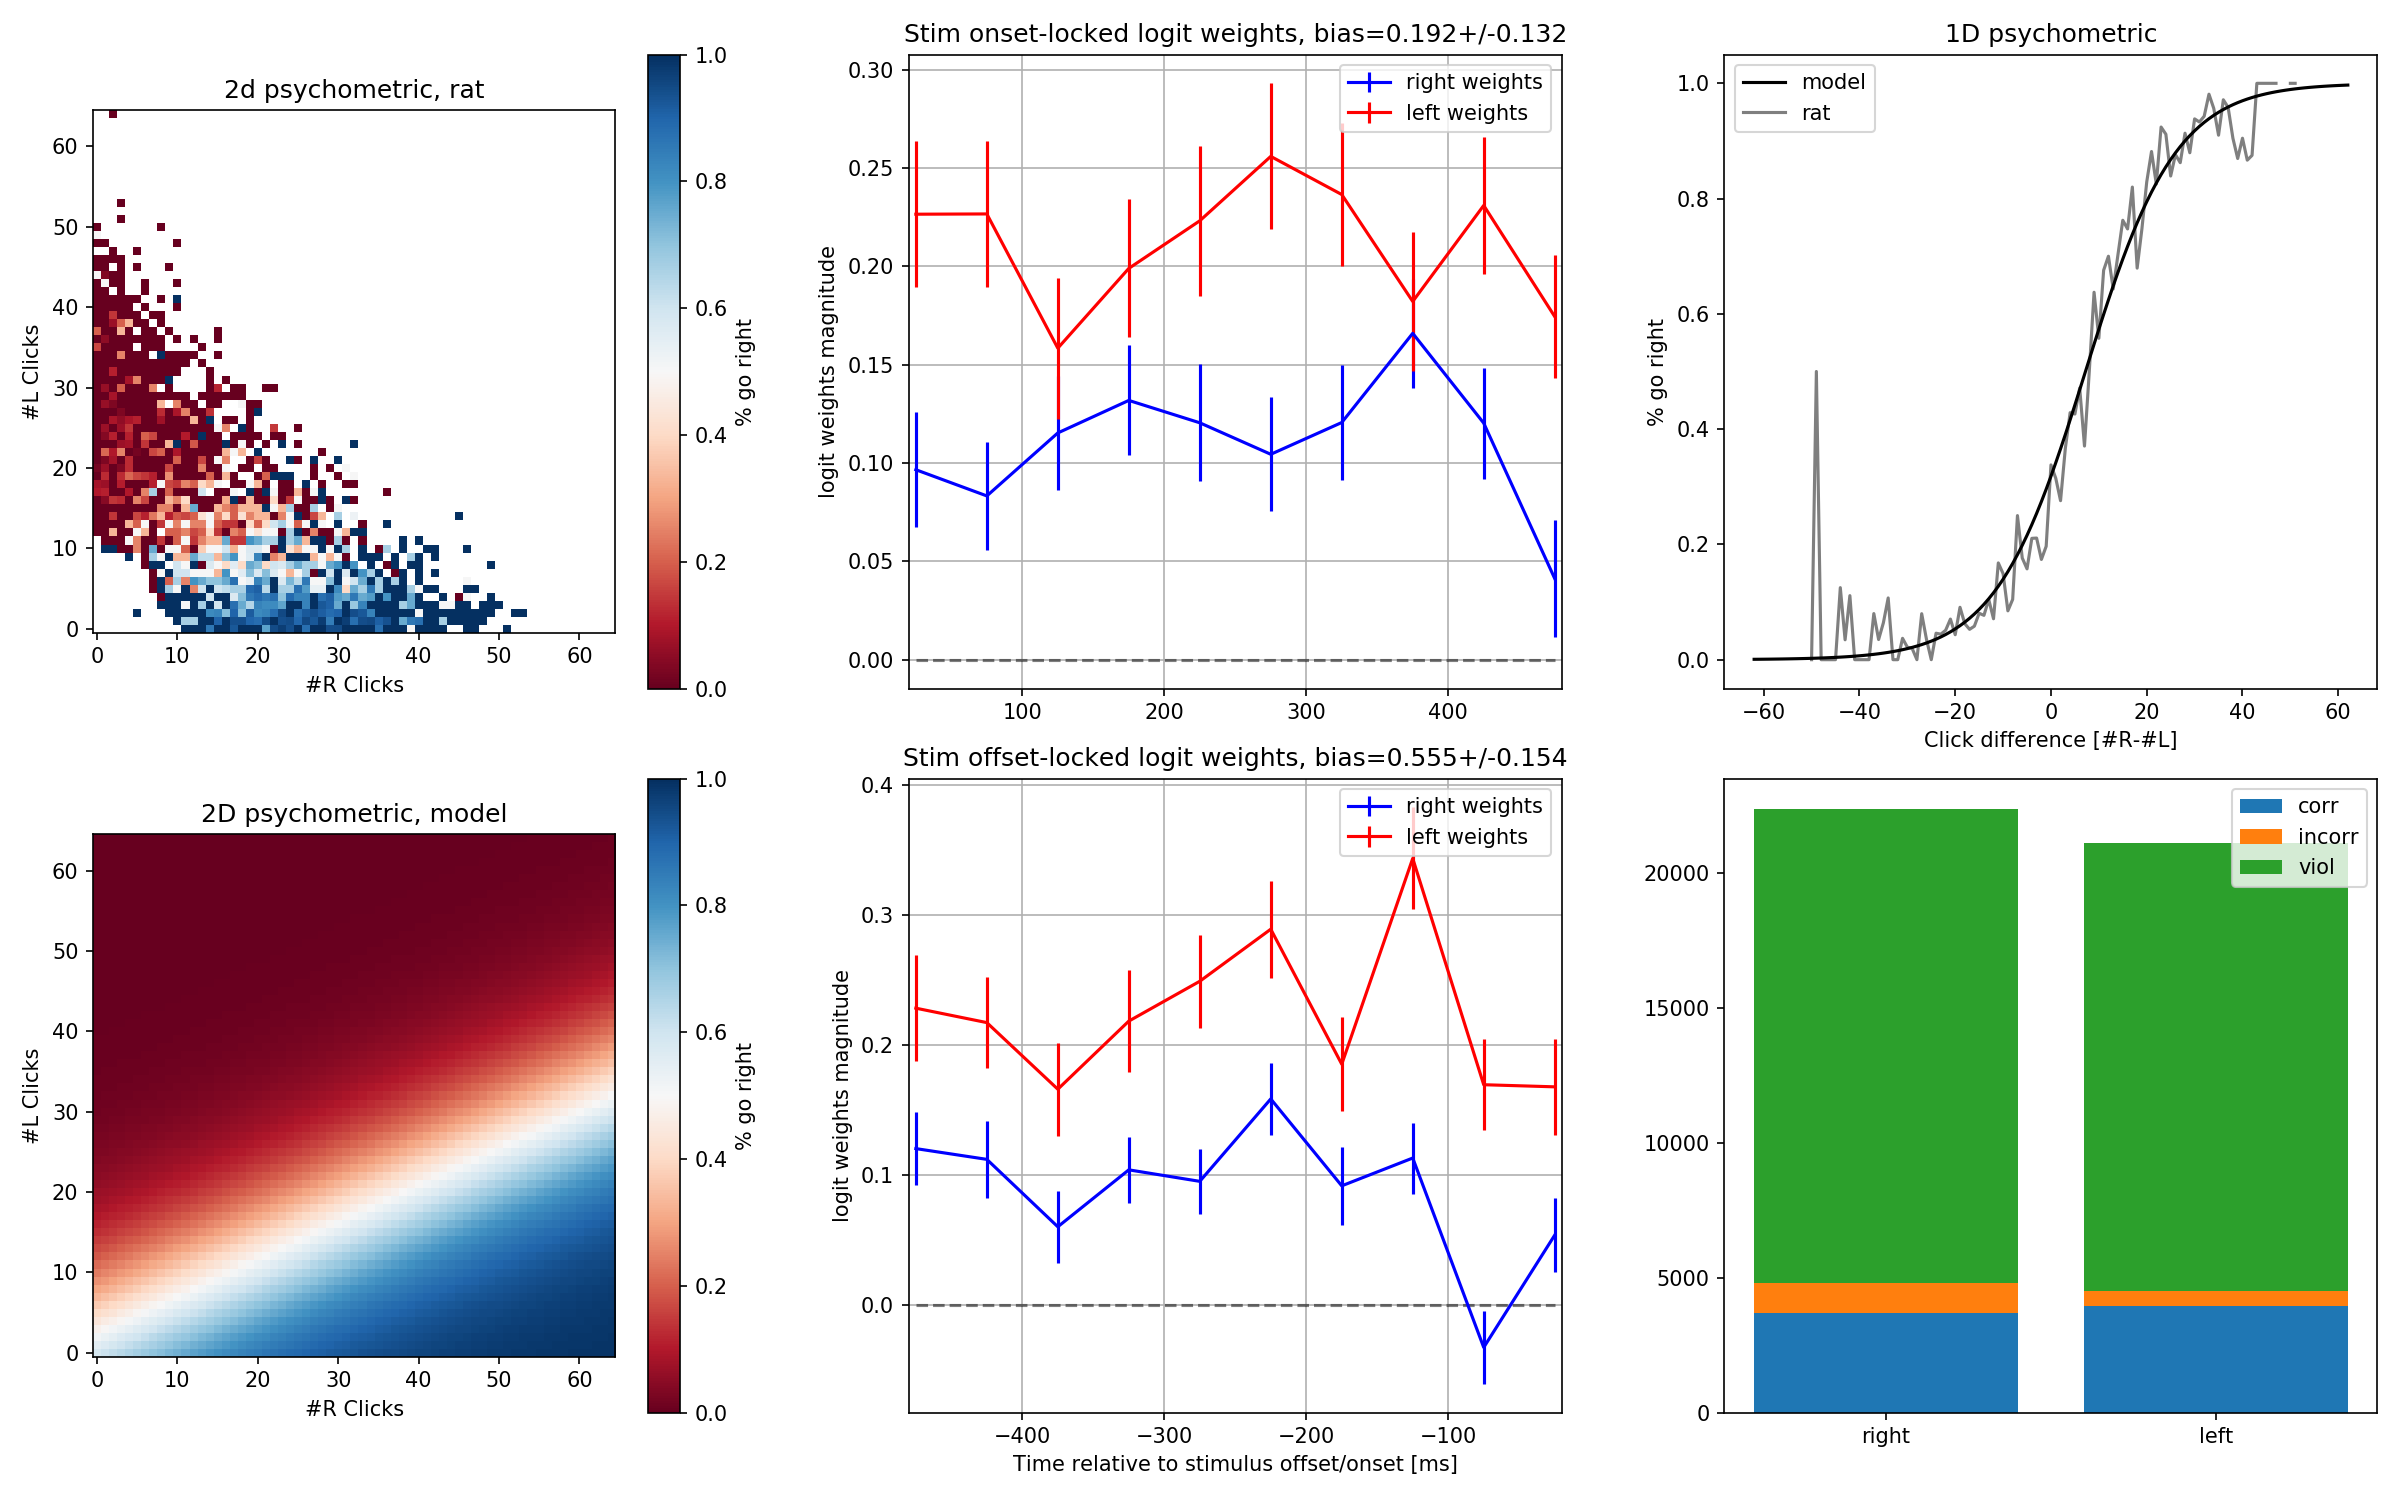 2d psychometric, rat
60
50
40
30
20
10
0
#L Clicks
0 10 20 30 40 50 60
#R Clicks
1.0
0.8
0.6
0.4
0.2
0.0
% go right
Stim onset-locked logit weights, bias=0.192+/-0.132
right weights
left weights
0.30
0.25
0.20
0.15
0.10
0.05
0.00
logit weights magnitude
100 200 300 400
1D psychometric
model
rat
1.0
0.8
0.6
0.4
0.2
0.0
% go right
−60 −40 −20 0 20 40 60
Click difference [#R-#L]
2D psychometric, model
60
50
40
30
20
10
0
#L Clicks
0 10 20 30 40 50 60
#R Clicks
1.0
0.8
0.6
0.4
0.2
0.0
% go right
Stim offset-locked logit weights, bias=0.555+/-0.154
right weights
left weights
0.4
0.3
0.2
0.1
0.0
logit weights magnitude
−400 −300 −200 −100
Time relative to stimulus offset/onset [ms]
corr
incorr
viol
20000
15000
10000
5000
0
right left